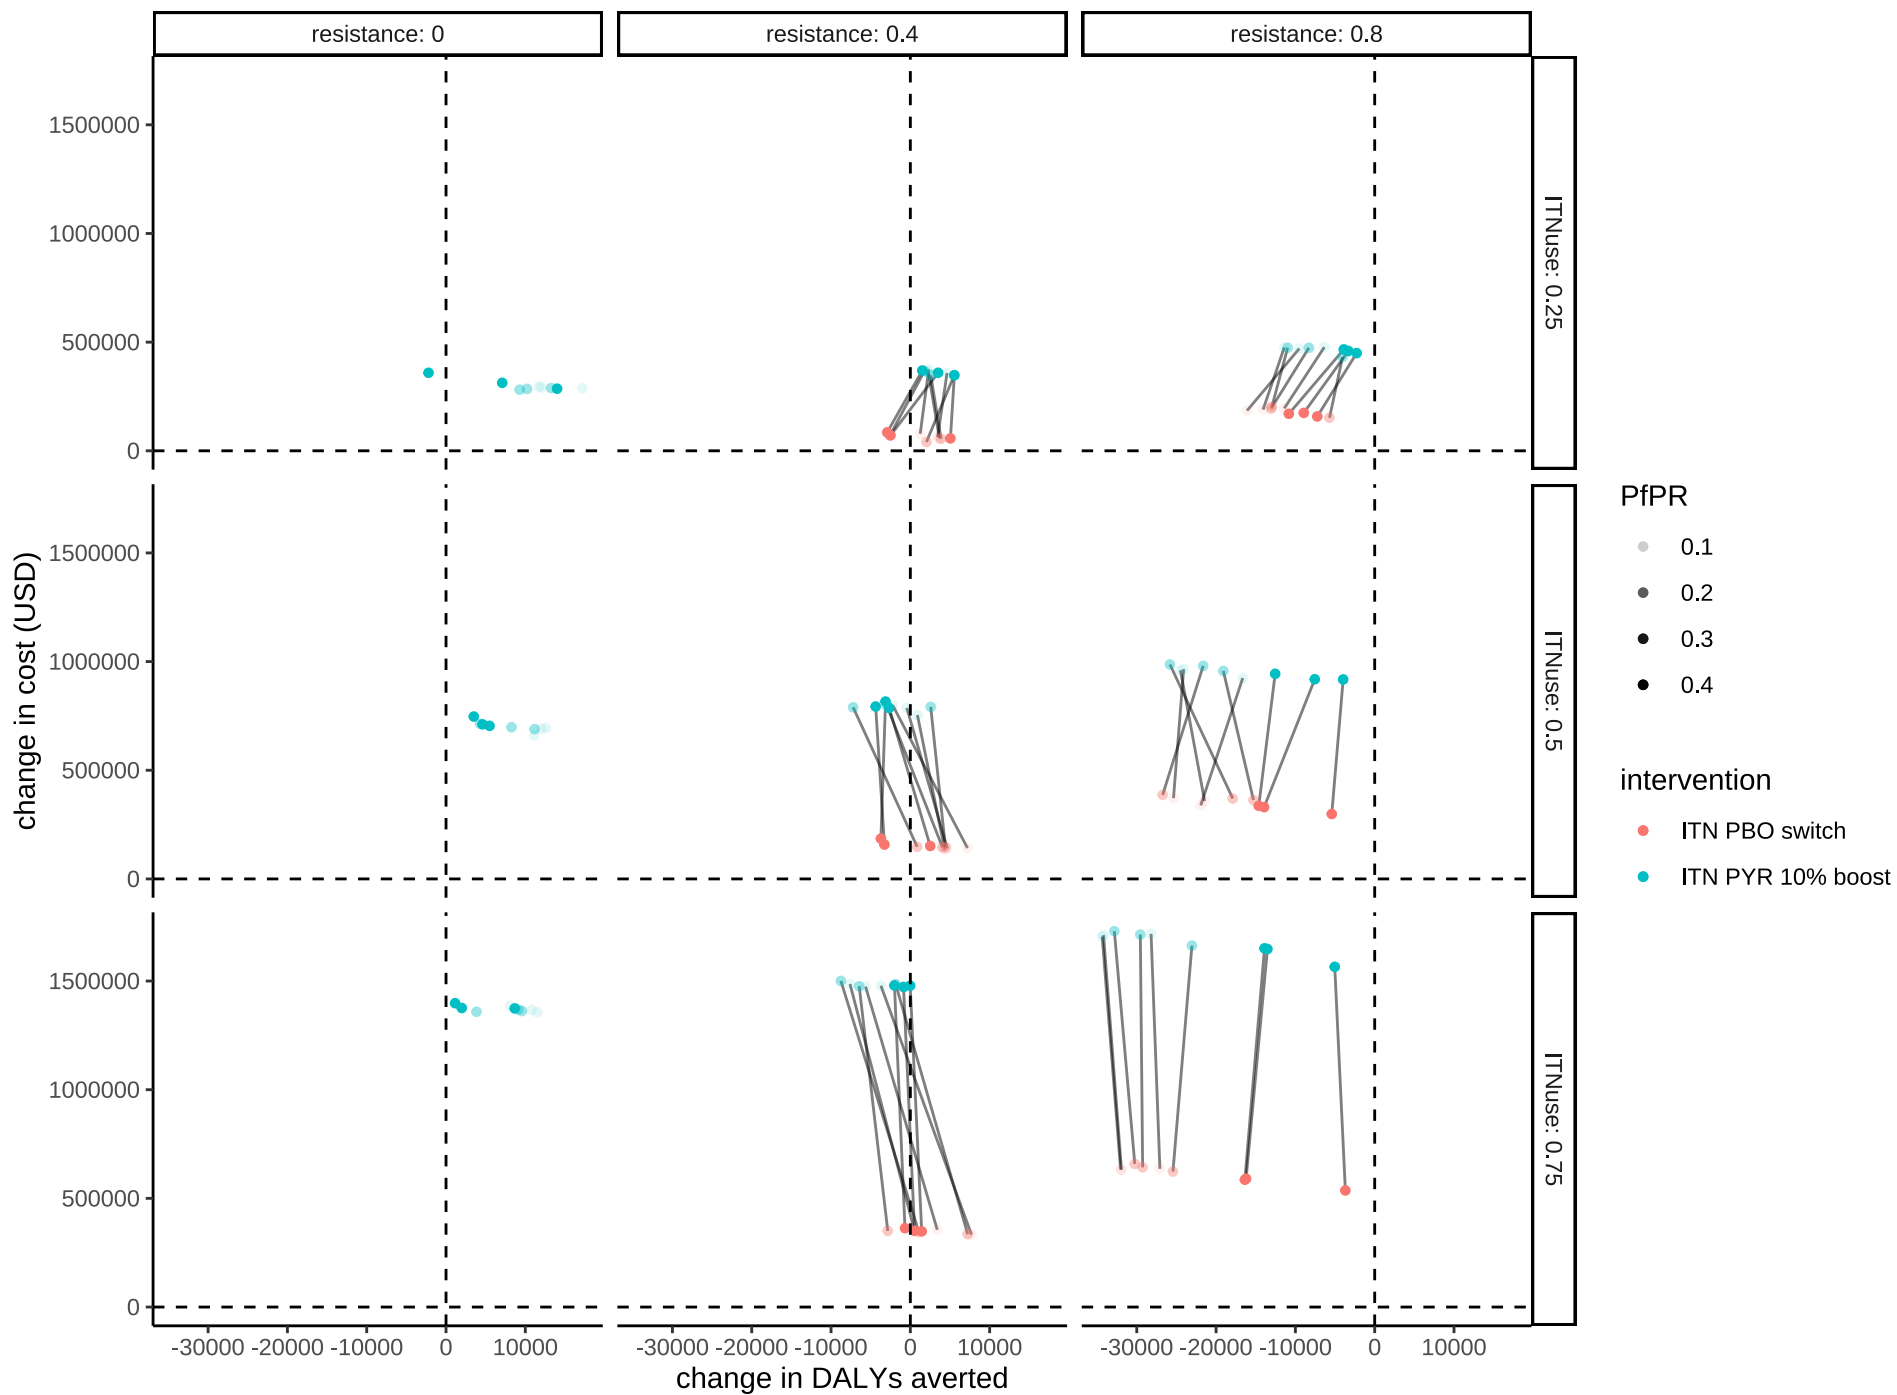 resistance: 0
resistance: 0.4
resistance: 0.8
1500000
1000000
500000
0
ITNuse: 0.25
1500000
1000000
500000
0
ITNuse: 0.5
1500000
1000000
500000
0
ITNuse: 0.75
change in cost (USD)
-30000 -20000 -10000 0 10000
-30000 -20000 -10000 0 10000
-30000 -20000 -10000 0 10000
change in DALYs averted
PfPR
0.1
0.2
0.3
0.4
intervention
ITN PBO switch
ITN PYR 10% boost